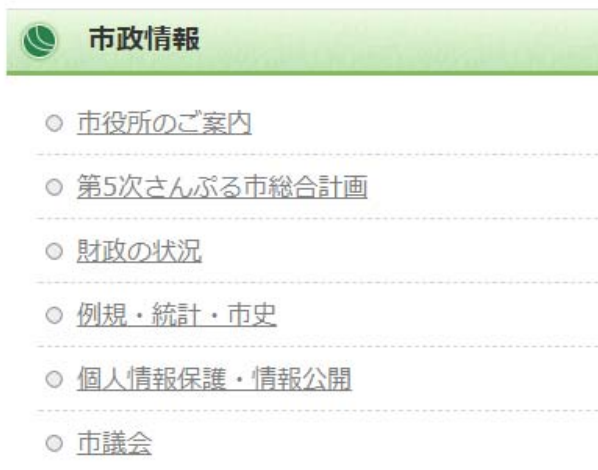 市政情報
市役所のご案内
第5次さんぷる市総合計画
財政の状況
例規・統計・市史
個人情報保護・情報公開
市議会